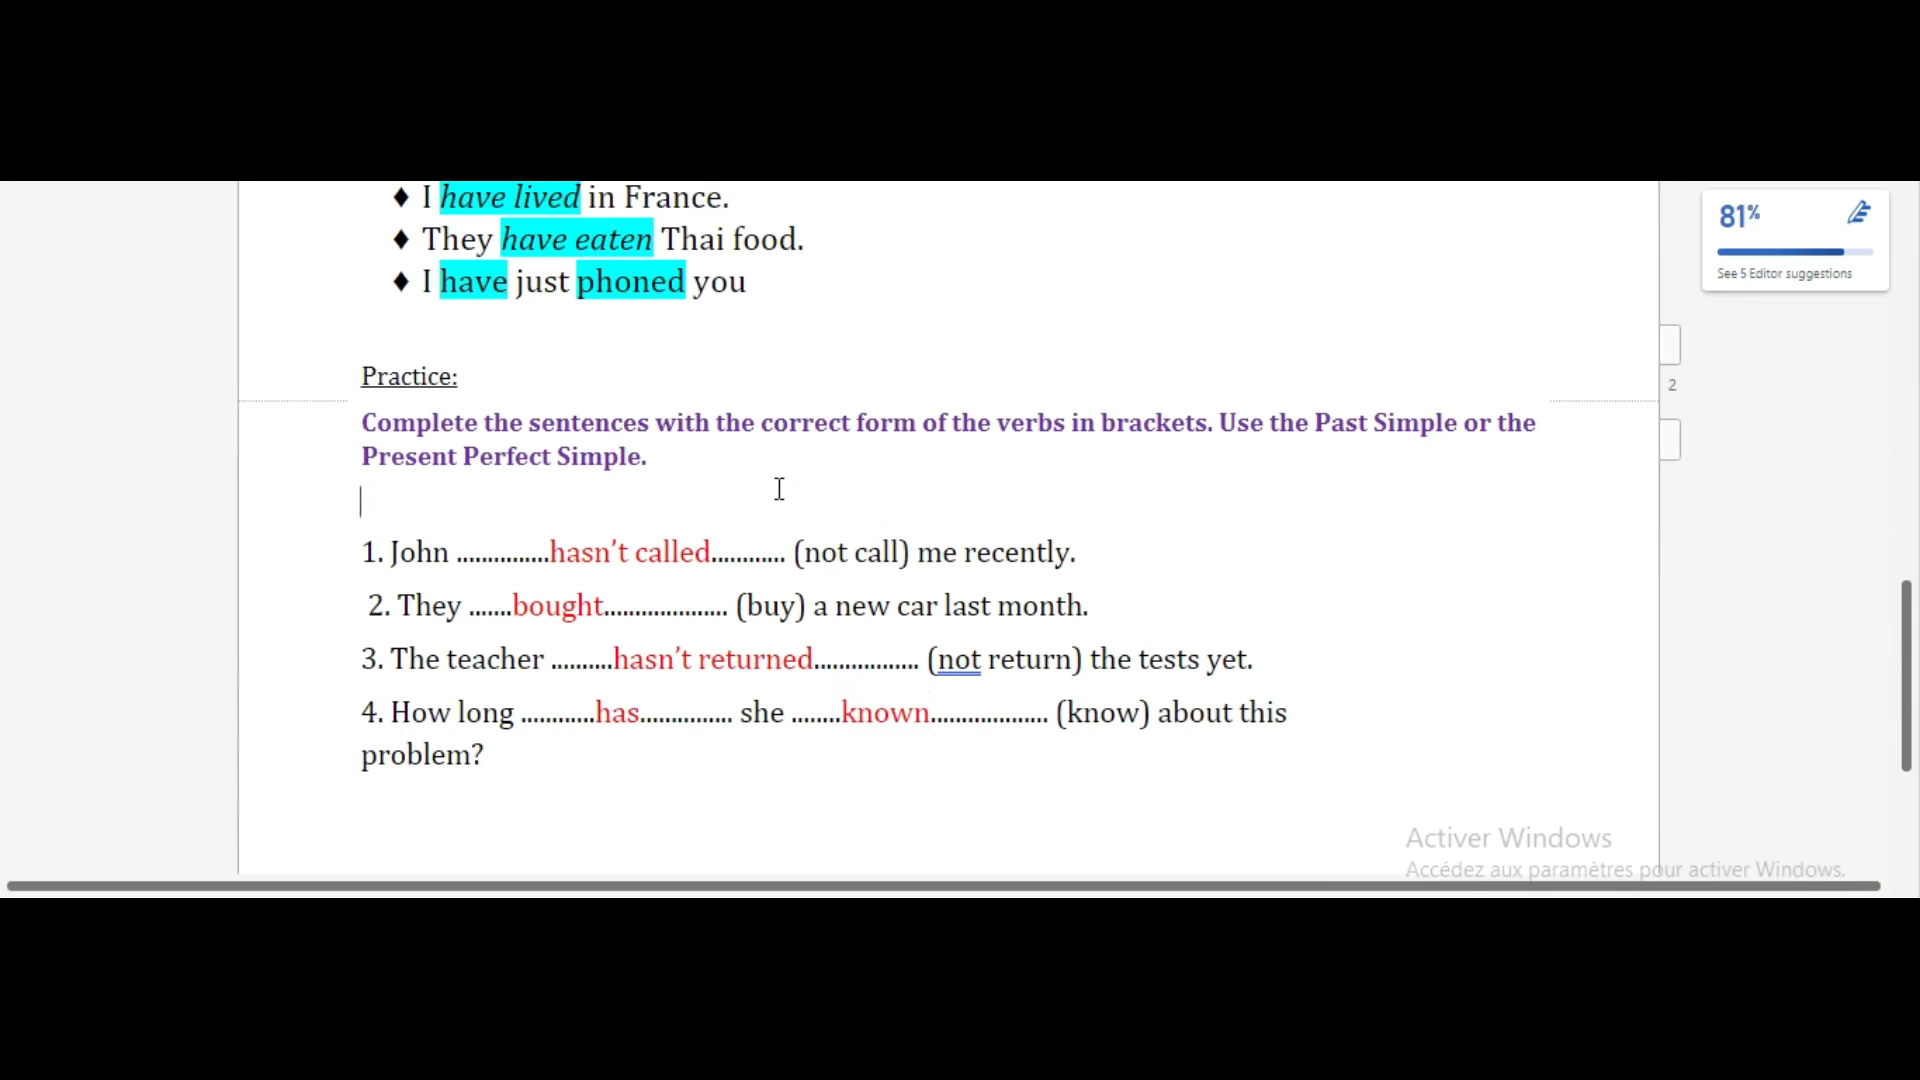 ♦ I have lived in France.
♦ They have eaten Thai food.
♦ I have just phoned you
81%
See 5 Editor suggestions
Practice:
2
Complete the sentences with the correct form of the verbs in brackets. Use the Past Simple or the
Present Perfect Simple.
1. John ...............hasn’t called............ (not call) me recently.
2. They .......bought.................... (buy) a new car last month.
3. The teacher ..........hasn’t returned................. (not return) the tests yet.
4. How long ............has............... she ........known................... (know) about this
problem?
Activer Windows
Accédez aux paramètres pour activer Windows.